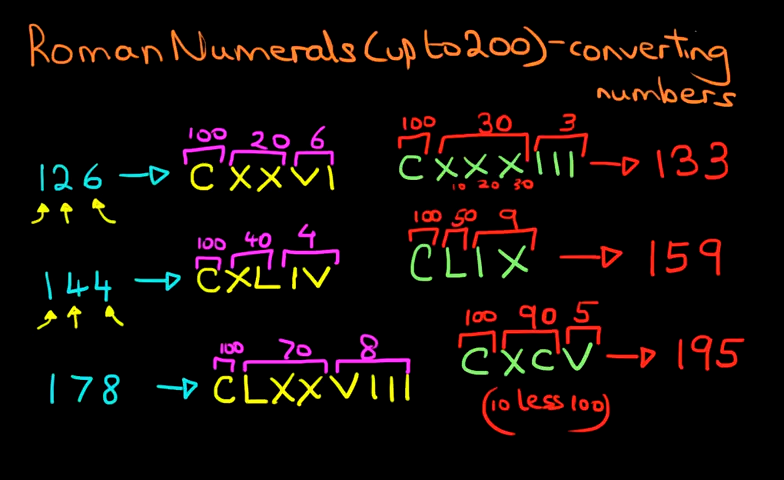 Roman Numerals (up to 200) - converting
numbers
100 20 6
126 → CXXVI
100 40 4
144 → CXLIV
100 70 8
178 → CLXXVIII
100 30 3
CXXXIII → 133
10 20 30
100 50 9
CLIX → 159
100 90 5
CXCV → 195
(10 less 100)